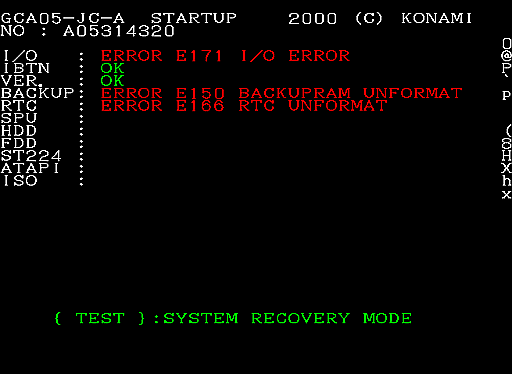 GCA05-JC-A STARTUP 2000 (C) KONAMI
NO : A05314320
I/O : ERROR E171 I/O ERROR
IBTN : OK
VER. : OK
BACKUP: ERROR E150 BACKUPRAM UNFORMAT
RTC : ERROR E166 RTC UNFORMAT
SPU :
HDD :
FDD :
ST224 :
ATAPI :
ISO :
{ TEST }:SYSTEM RECOVERY MODE
0
@
P
`
P
(
8
H
X
h
x